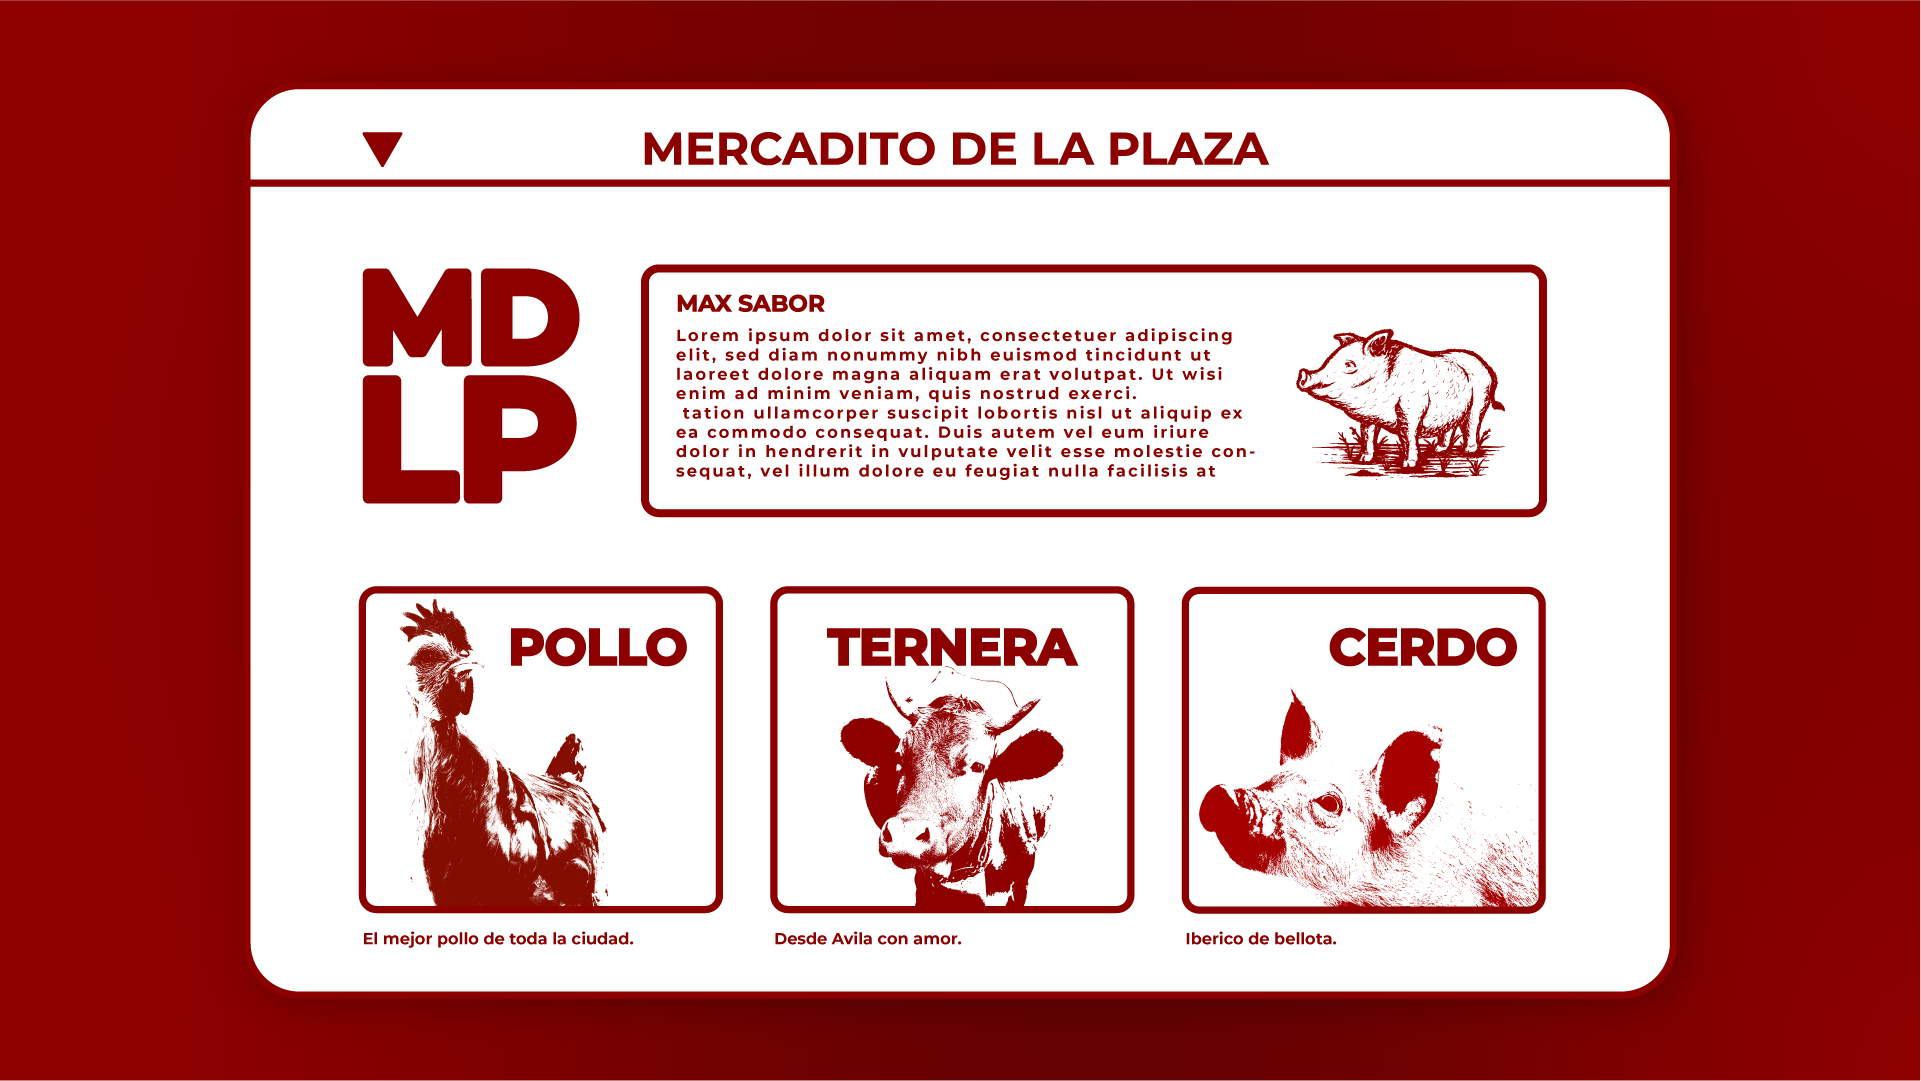 MERCADITO DE LA PLAZA
MD
LP
MAX SABOR
Lorem ipsum dolor sit amet, consectetuer adipiscing
elit, sed diam nonummy nibh euismod tincidunt ut
laoreet dolore magna aliquam erat volutpat. Ut wisi
enim ad minim veniam, quis nostrud exerci.
tation ullamcorper suscipit lobortis nisl ut aliquip ex
ea commodo consequat. Duis autem vel eum iriure
dolor in hendrerit in vulputate velit esse molestie con-
sequat, vel illum dolore eu feugiat nulla facilisis at
POLLO
TERNERA
CERDO
El mejor pollo de toda la ciudad.
Desde Avila con amor.
Iberico de bellota.